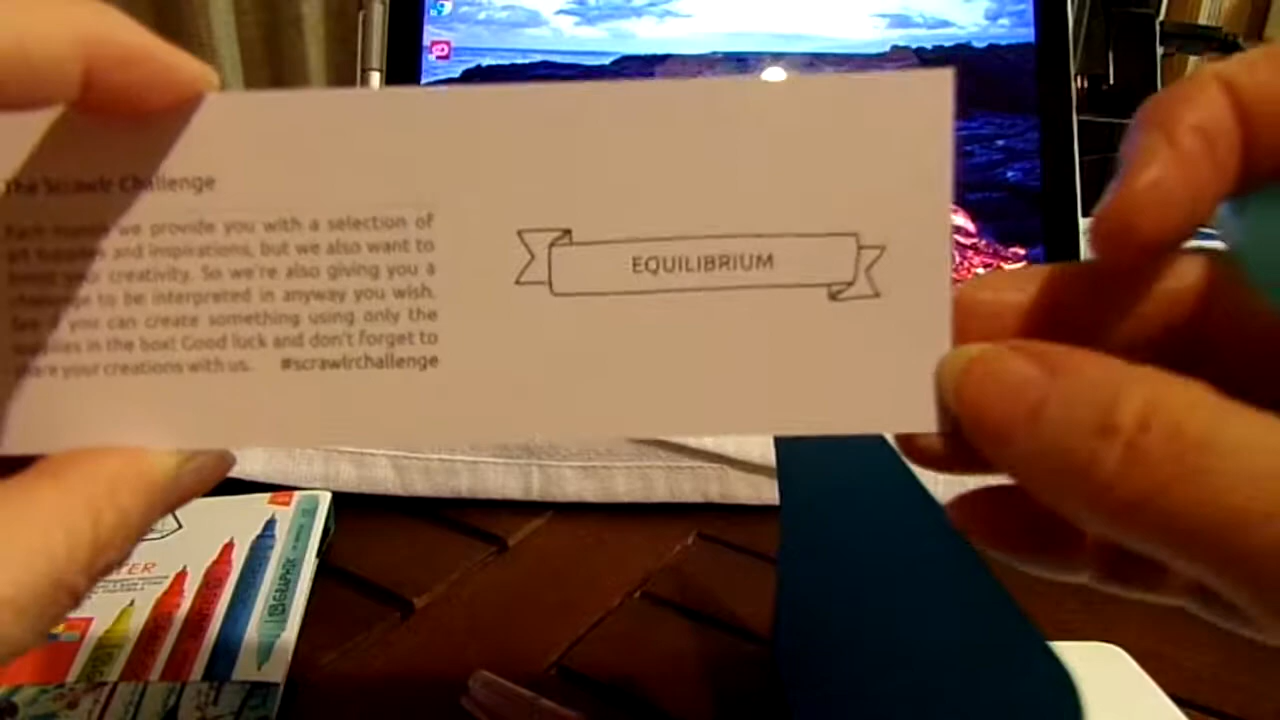 The Scrawlr Challenge
Each month we provide you with a selection of
art supplies and inspirations, but we also want to
boost your creativity. So we're also giving you a
challenge to be interpreted in anyway you wish.
See if you can create something using only the
supplies in the box! Good luck and don't forget to
share your creations with us. #scrawlrchallenge
EQUILIBRIUM
GRAPHIX